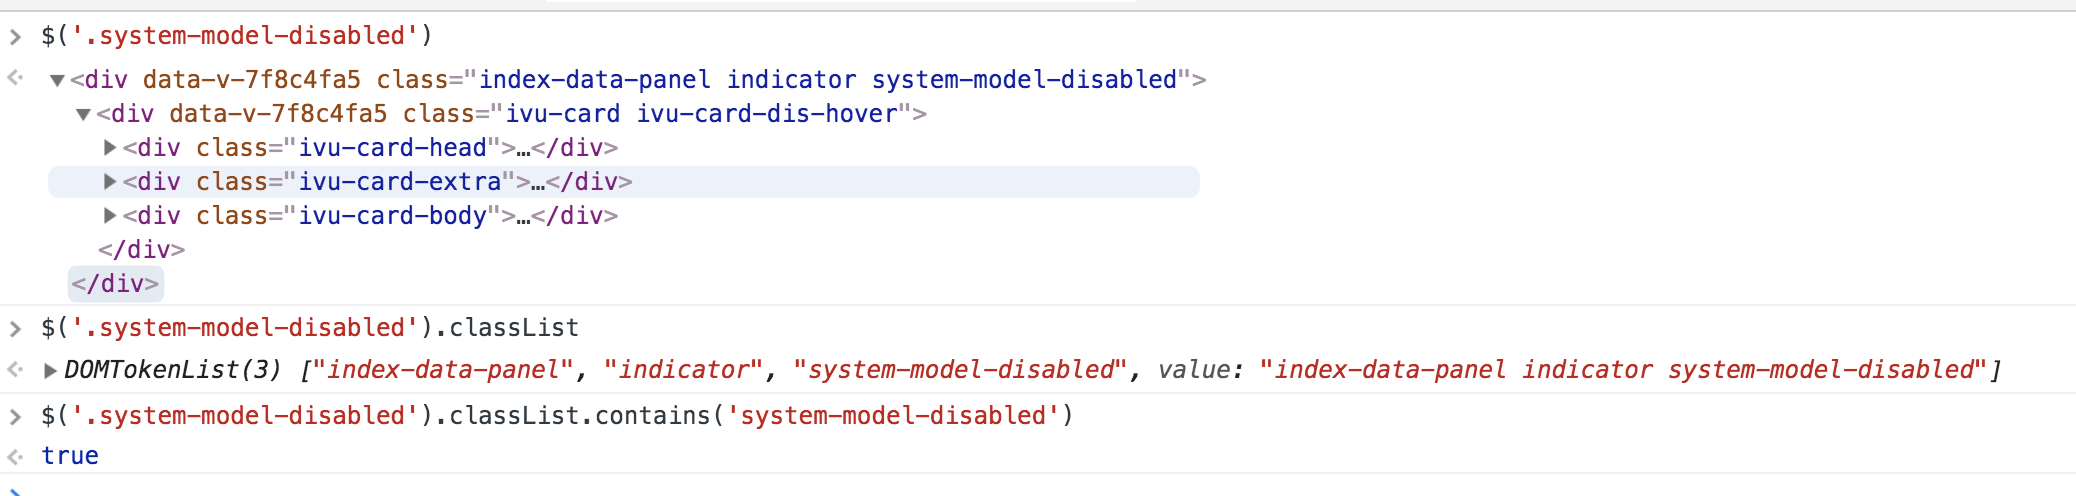 $('.system-model-disabled')
<div data-v-7f8c4fa5 class="index-data-panel indicator system-model-disabled">
<div data-v-7f8c4fa5 class="ivu-card ivu-card-dis-hover">
<div class="ivu-card-head">…</div>
<div class="ivu-card-extra">…</div>
<div class="ivu-card-body">…</div>
</div>
</div>
$('.system-model-disabled').classList
DOMTokenList(3) ["index-data-panel", "indicator", "system-model-disabled", value: "index-data-panel indicator system-model-disabled"]
$('.system-model-disabled').classList.contains('system-model-disabled')
true